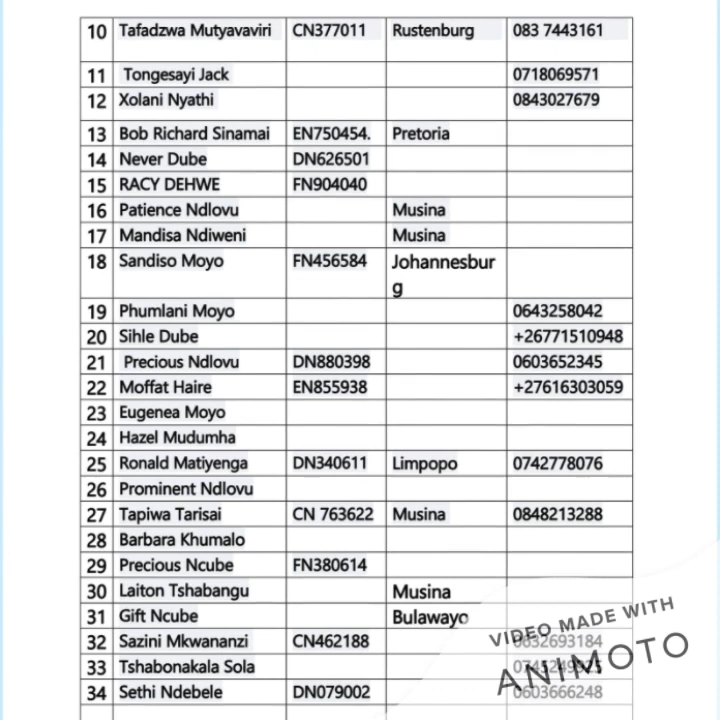 10 Tafadzwa Mutyavaviri CN377011 Rustenburg 083 7443161
11 Tongesayi Jack 0718069571
12 Xolani Nyathi 0843027679
13 Bob Richard Sinamai EN750454. Pretoria
14 Never Dube DN626501
15 RACY DEHWE FN904040
16 Patience Ndlovu Musina
17 Mandisa Ndiweni Musina
18 Sandiso Moyo FN456584 Johannesbur
g
19 Phumlani Moyo 0643258042
20 Sihle Dube +26771510948
21 Precious Ndlovu DN880398 0603652345
22 Moffat Haire EN855938 +27616303059
23 Eugenea Moyo
24 Hazel Mudumha
25 Ronald Matiyenga DN340611 Limpopo 0742778076
26 Prominent Ndlovu
27 Tapiwa Tarisai CN 763622 Musina 0848213288
28 Barbara Khumalo
29 Precious Ncube FN380614
30 Laiton Tshabangu Musina
31 Gift Ncube Bulawayo
32 Sazini Mkwananzi CN462188
33 Tshabonakala Sola
34 Sethi Ndebele DN079002 0603666248
VIDEO MADE WITH
ANIMOTO